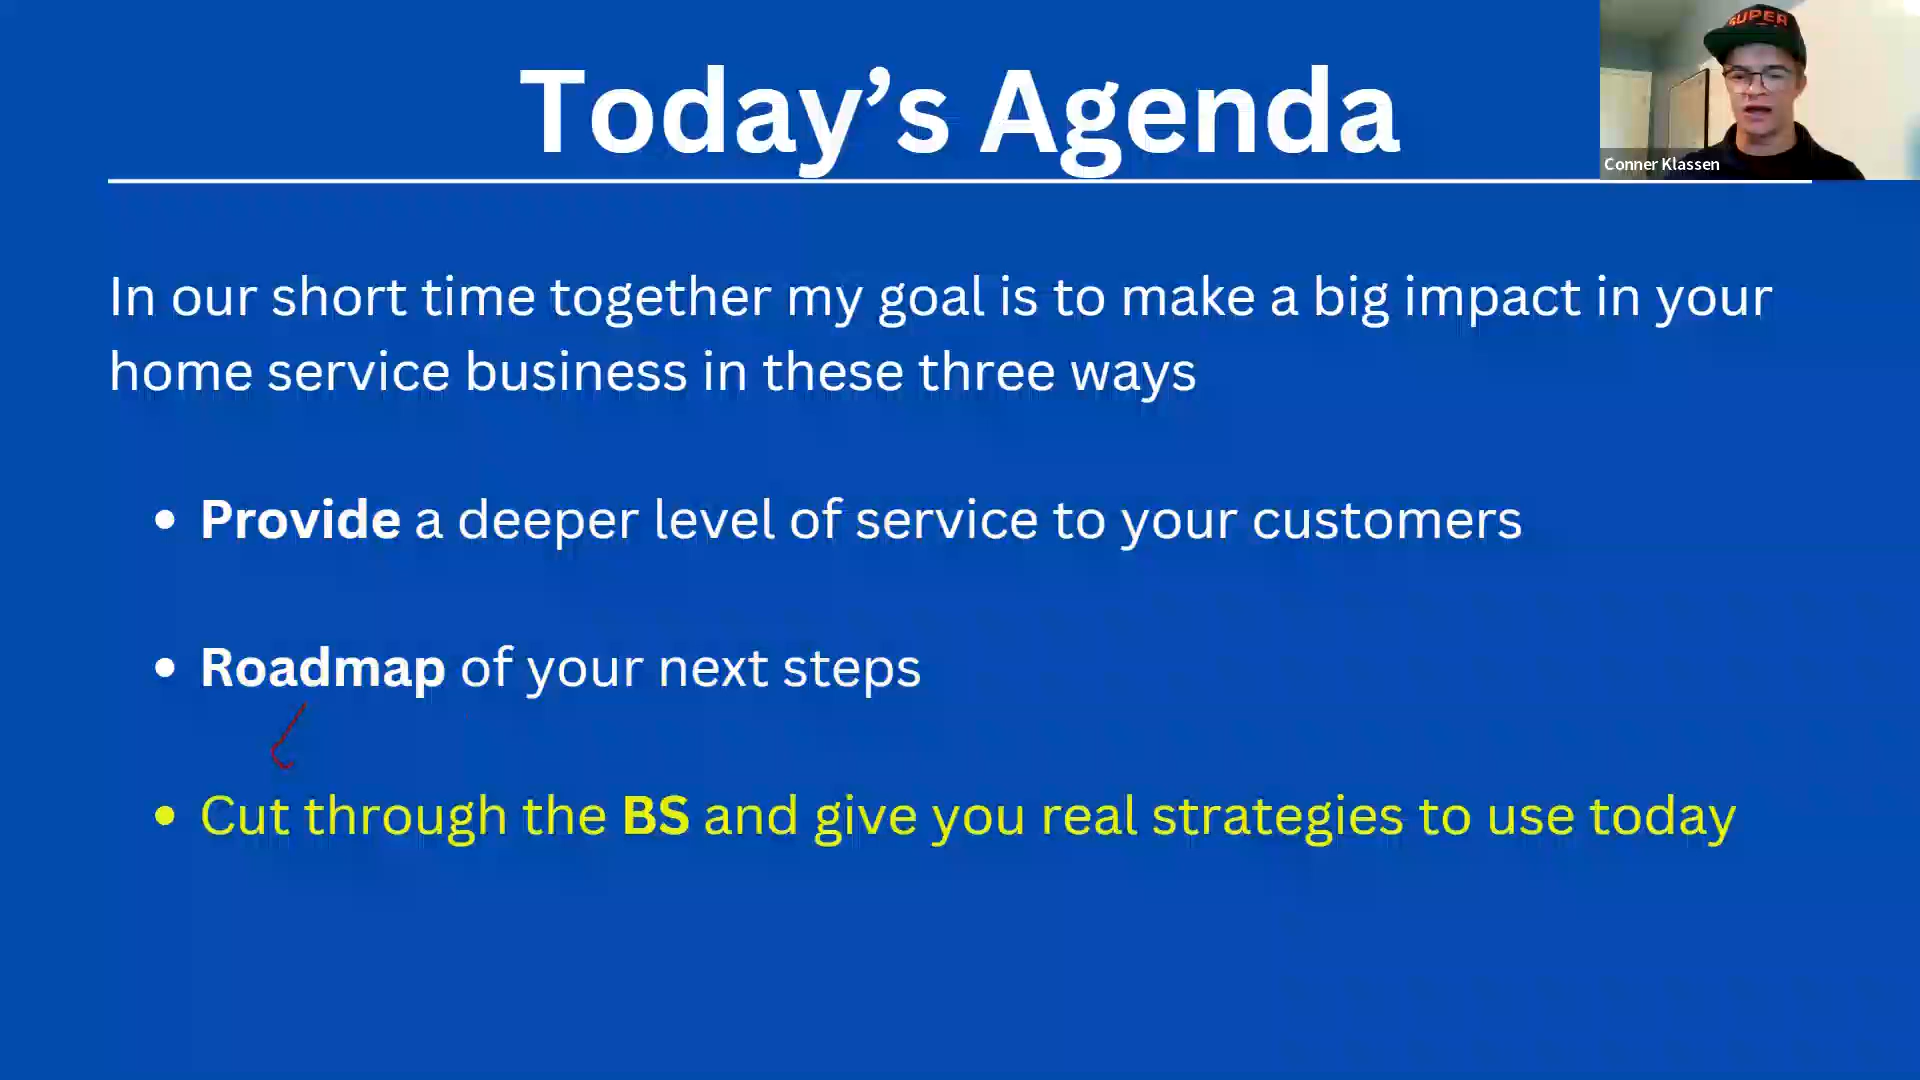 Today’s Agenda
SUPER
Conner Klassen
In our short time together my goal is to make a big impact in your
home service business in these three ways
• Provide a deeper level of service to your customers
• Roadmap of your next steps
• Cut through the BS and give you real strategies to use today